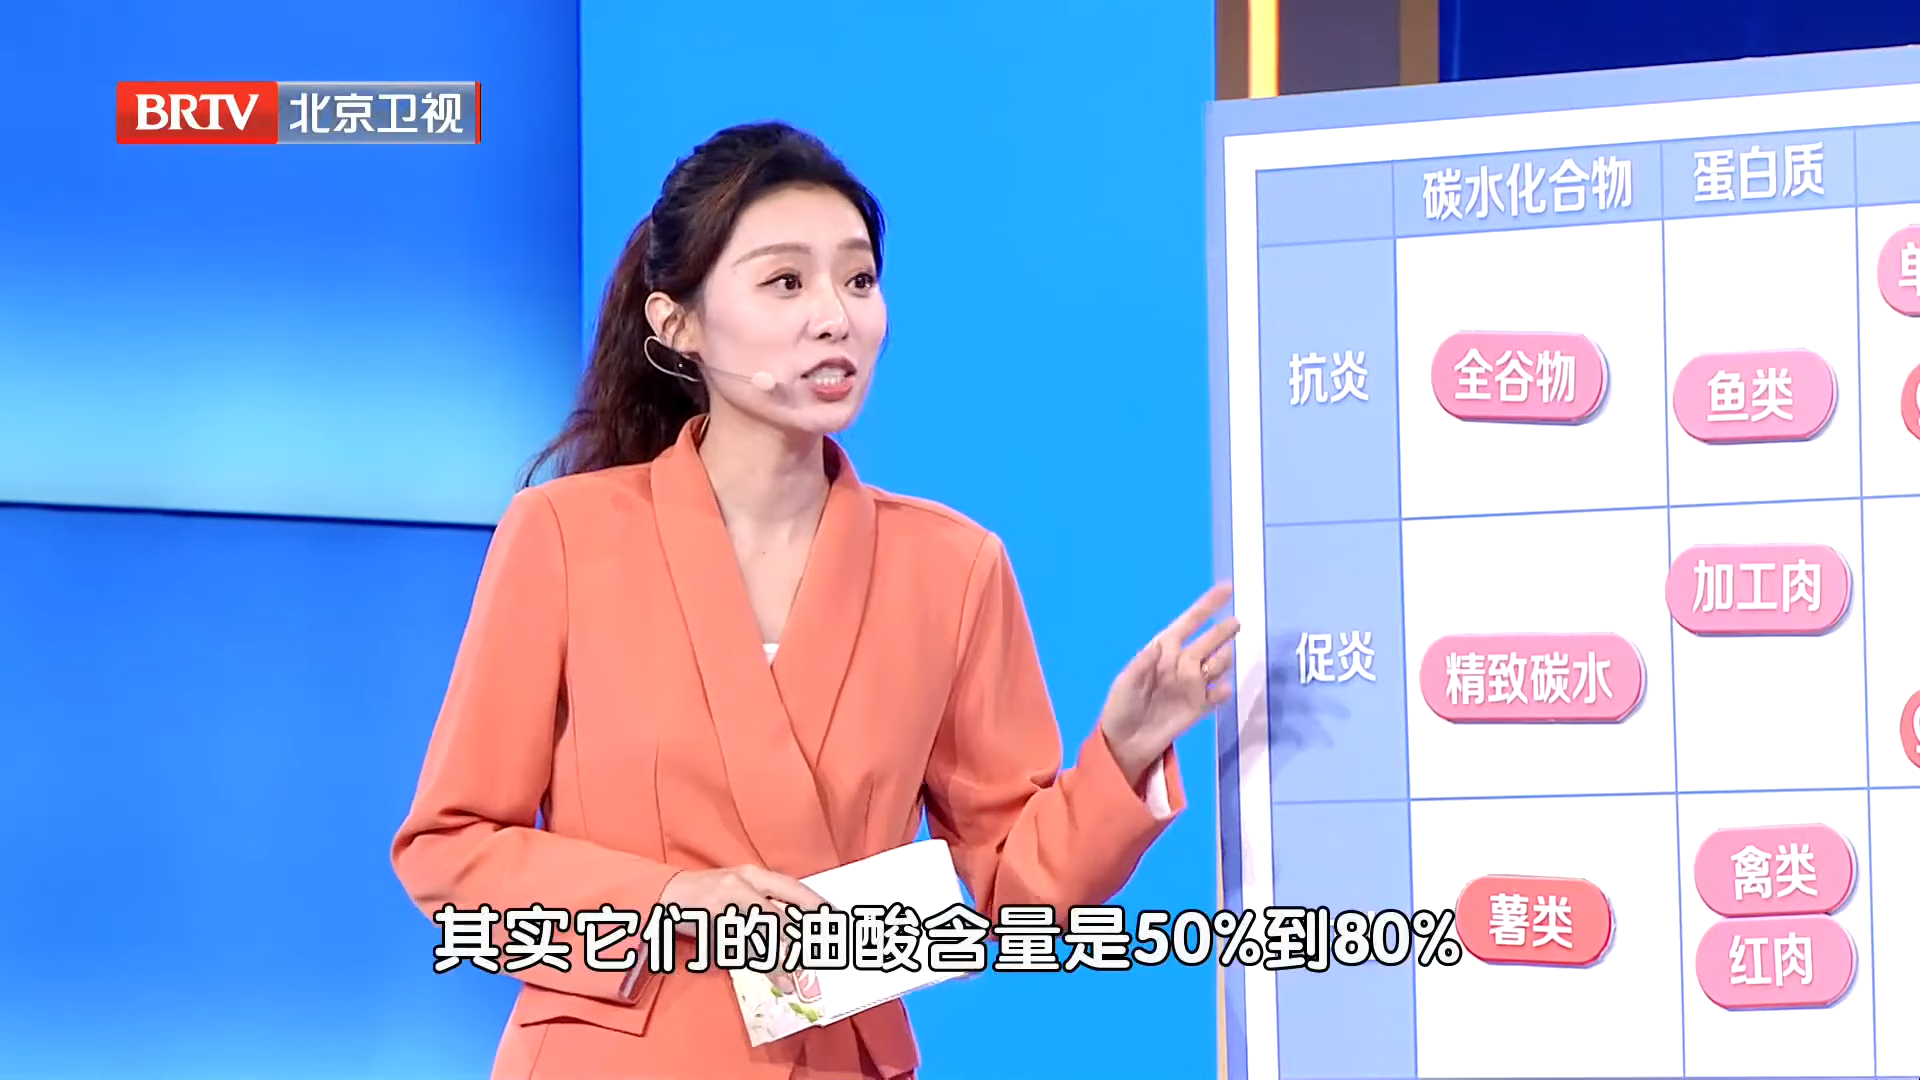 BRTV 北京卫视
碳水化合物
蛋白质
抗炎
全谷物
鱼类
促炎
精致碳水
加工肉
薯类
禽类
红肉
其实它们的油酸含量是50%到80%